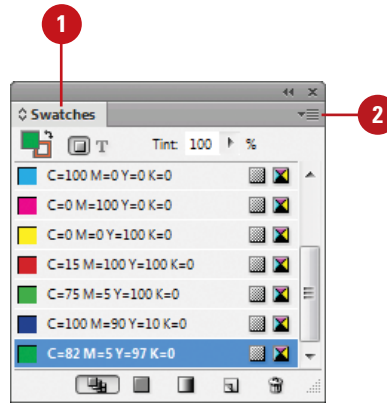 1
Swatches
2
T Tint: 100 %
C=100 M=0 Y=0 K=0
C=0 M=100 Y=0 K=0
C=0 M=0 Y=100 K=0
C=15 M=100 Y=100 K=0
C=75 M=5 Y=100 K=0
C=100 M=90 Y=10 K=0
C=82 M=5 Y=97 K=0